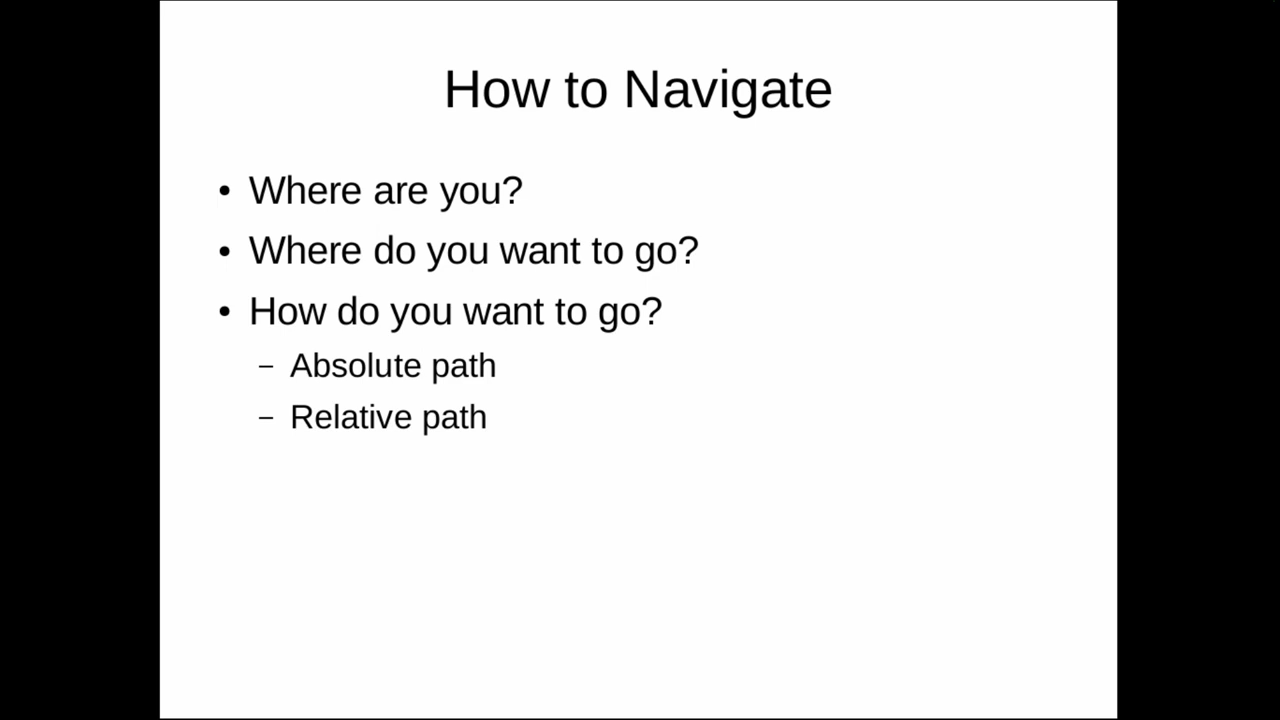 How to Navigate
• Where are you?
• Where do you want to go?
• How do you want to go?
– Absolute path
– Relative path